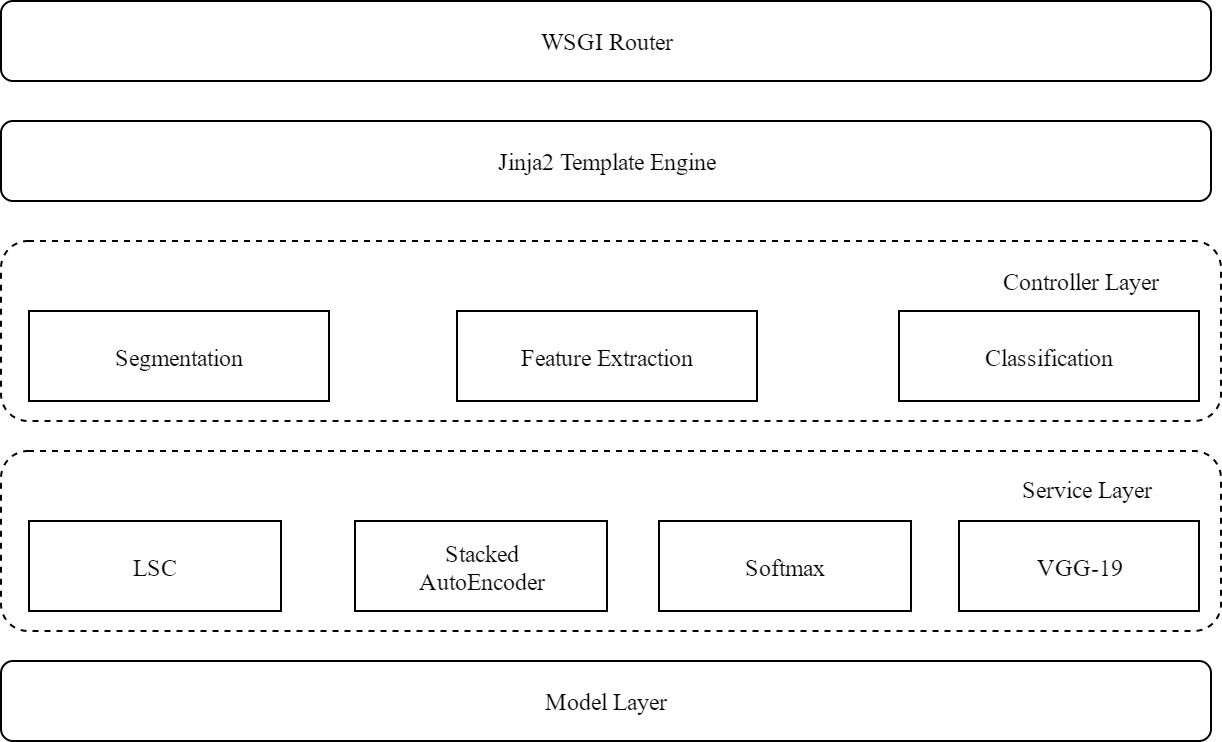 WSGI Router
Jinja2 Template Engine
Controller Layer
Segmentation
Feature Extraction
Classification
Service Layer
LSC
Stacked
AutoEncoder
Softmax
VGG-19
Model Layer